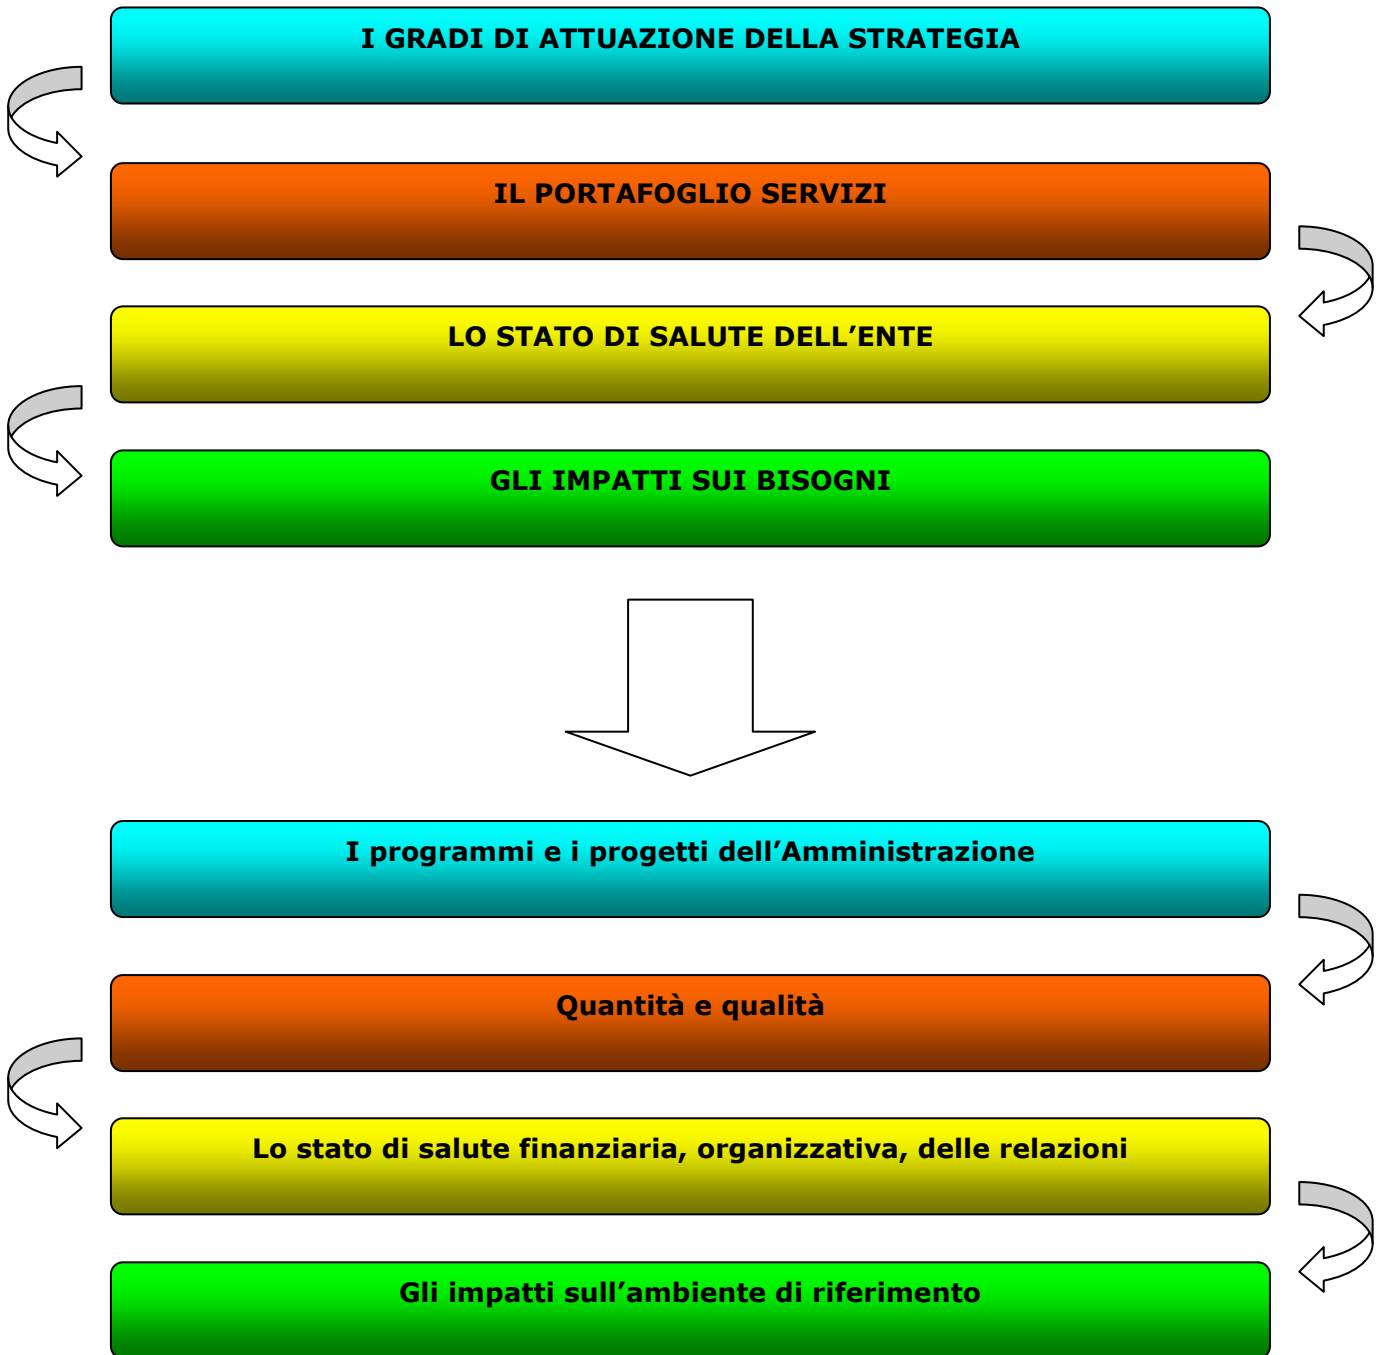 I GRADI DI ATTUAZIONE DELLA STRATEGIA
IL PORTAFOGLIO SERVIZI
LO STATO DI SALUTE DELL’ENTE
GLI IMPATTI SUI BISOGNI
I programmi e i progetti dell’Amministrazione
Quantità e qualità
Lo stato di salute finanziaria, organizzativa, delle relazioni
Gli impatti sull’ambiente di riferimento